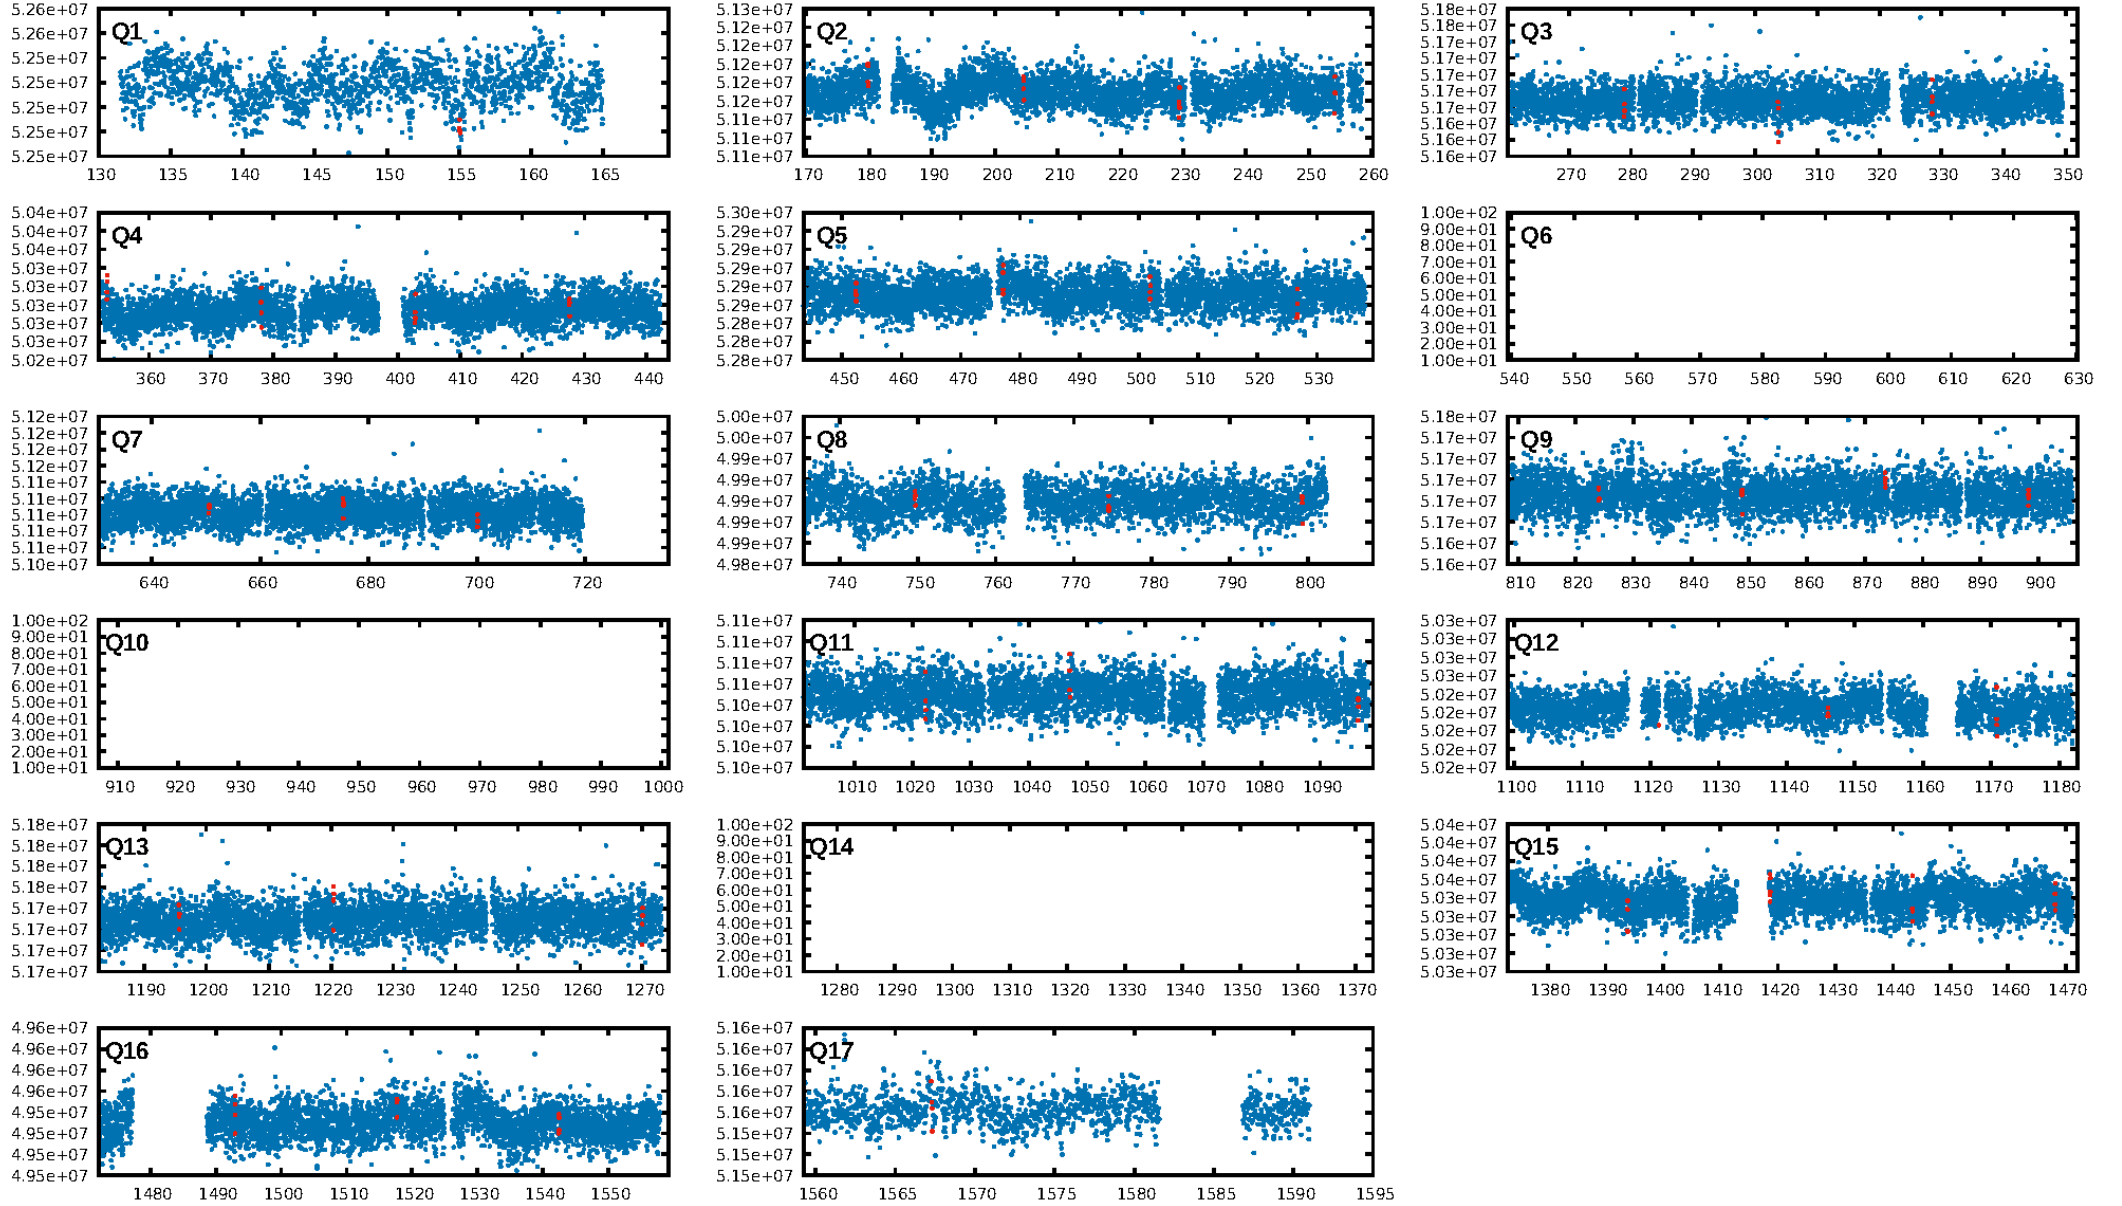 5.26e+07 5.26e+07 5.25e+07 5.25e+07 5.25e+07 5.25e+07 5.25e+07
Q1
130 135 140 145 150 155 160 165
5.13e+07 5.12e+07 5.12e+07 5.12e+07 5.12e+07 5.12e+07 5.11e+07 5.11e+07 5.11e+07
Q2
170 180 190 200 210 220 230 240 250 260
5.18e+07 5.18e+07 5.17e+07 5.17e+07 5.17e+07 5.17e+07 5.17e+07 5.16e+07 5.16e+07 5.16e+07
Q3
270 280 290 300 310 320 330 340 350
5.04e+07 5.04e+07 5.04e+07 5.03e+07 5.03e+07 5.03e+07 5.03e+07 5.03e+07 5.02e+07
Q4
360 370 380 390 400 410 420 430 440
5.30e+07 5.29e+07 5.29e+07 5.29e+07 5.29e+07 5.29e+07 5.28e+07 5.28e+07 5.28e+07
Q5
450 460 470 480 490 500 510 520 530
1.00e+02 9.00e+01 8.00e+01 7.00e+01 6.00e+01 5.00e+01 4.00e+01 3.00e+01 2.00e+01 1.00e+01
Q6
540 550 560 570 580 590 600 610 620 630
5.12e+07 5.12e+07 5.12e+07 5.12e+07 5.11e+07 5.11e+07 5.11e+07 5.11e+07 5.11e+07 5.10e+07
Q7
640 660 680 700 720
5.00e+07 5.00e+07 4.99e+07 4.99e+07 4.99e+07 4.99e+07 4.99e+07 4.98e+07
Q8
740 750 760 770 780 790 800
5.18e+07 5.17e+07 5.17e+07 5.17e+07 5.17e+07 5.17e+07 5.16e+07 5.16e+07
Q9
810 820 830 840 850 860 870 880 890 900
1.00e+02 9.00e+01 8.00e+01 7.00e+01 6.00e+01 5.00e+01 4.00e+01 3.00e+01 2.00e+01 1.00e+01
Q10
910 920 930 940 950 960 970 980 990 1000
5.11e+07 5.11e+07 5.11e+07 5.11e+07 5.10e+07 5.10e+07 5.10e+07 5.10e+07
Q11
1010 1020 1030 1040 1050 1060 1070 1080 1090
5.03e+07 5.03e+07 5.03e+07 5.03e+07 5.02e+07 5.02e+07 5.02e+07 5.02e+07 5.02e+07
Q12
1100 1110 1120 1130 1140 1150 1160 1170 1180
5.18e+07 5.18e+07 5.18e+07 5.18e+07 5.17e+07 5.17e+07 5.17e+07 5.17e+07
Q13
1190 1200 1210 1220 1230 1240 1250 1260 1270
1.00e+02 9.00e+01 8.00e+01 7.00e+01 6.00e+01 5.00e+01 4.00e+01 3.00e+01 2.00e+01 1.00e+01
Q14
1280 1290 1300 1310 1320 1330 1340 1350 1360 1370
5.04e+07 5.04e+07 5.04e+07 5.04e+07 5.03e+07 5.03e+07 5.03e+07 5.03e+07
Q15
1380 1390 1400 1410 1420 1430 1440 1450 1460 1470
4.96e+07 4.96e+07 4.96e+07 4.96e+07 4.95e+07 4.95e+07 4.95e+07 4.95e+07
Q16
1480 1490 1500 1510 1520 1530 1540 1550
5.16e+07 5.16e+07 5.16e+07 5.16e+07 5.16e+07 5.15e+07 5.15e+07 5.15e+07
Q17
1560 1565 1570 1575 1580 1585 1590 1595